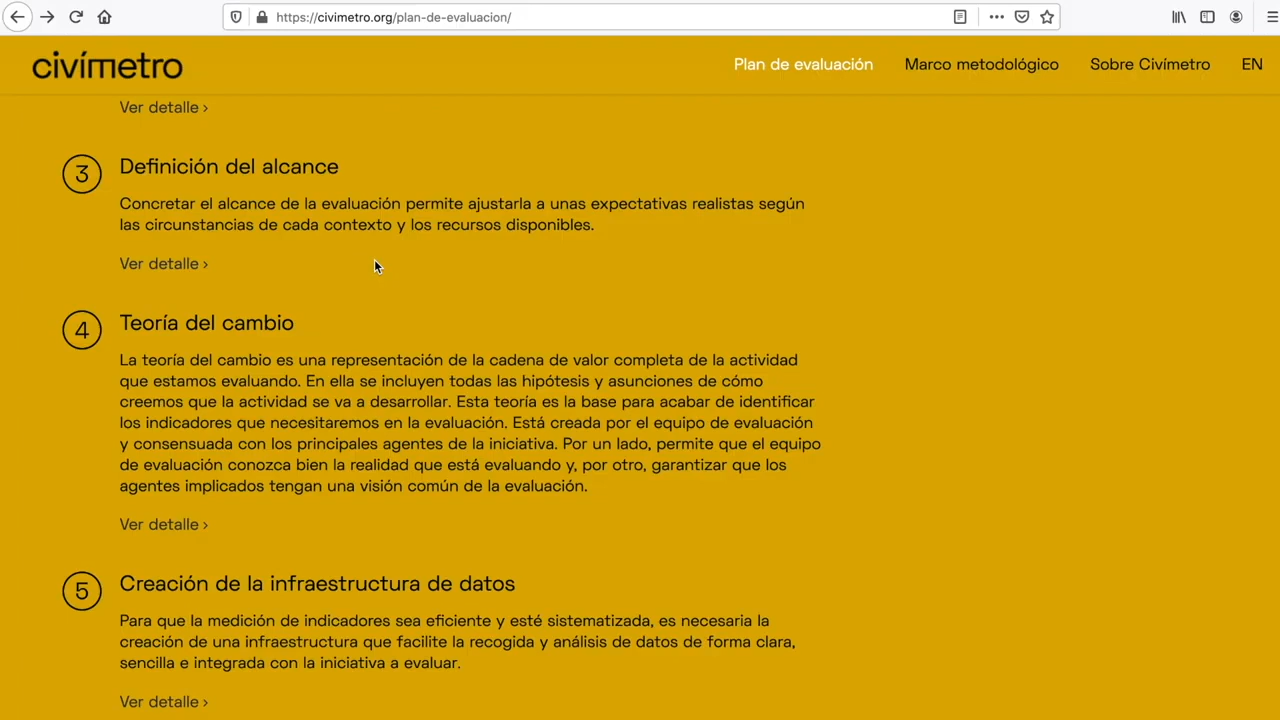 https://civimetro.org/plan-de-evaluacion/
civímetro
Plan de evaluación
Marco metodológico
Sobre Civímetro
EN
Ver detalle ›
3
Definición del alcance
Concretar el alcance de la evaluación permite ajustarla a unas expectativas realistas según
las circunstancias de cada contexto y los recursos disponibles.
Ver detalle ›
4
Teoría del cambio
La teoría del cambio es una representación de la cadena de valor completa de la actividad
que estamos evaluando. En ella se incluyen todas las hipótesis y asunciones de cómo
creemos que la actividad se va a desarrollar. Esta teoría es la base para acabar de identificar
los indicadores que necesitaremos en la evaluación. Está creada por el equipo de evaluación
y consensuada con los principales agentes de la iniciativa. Por un lado, permite que el equipo
de evaluación conozca bien la realidad que está evaluando y, por otro, garantizar que los
agentes implicados tengan una visión común de la evaluación.
Ver detalle ›
5
Creación de la infraestructura de datos
Para que la medición de indicadores sea eficiente y esté sistematizada, es necesaria la
creación de una infraestructura que facilite la recogida y análisis de datos de forma clara,
sencilla e integrada con la iniciativa a evaluar.
Ver detalle ›